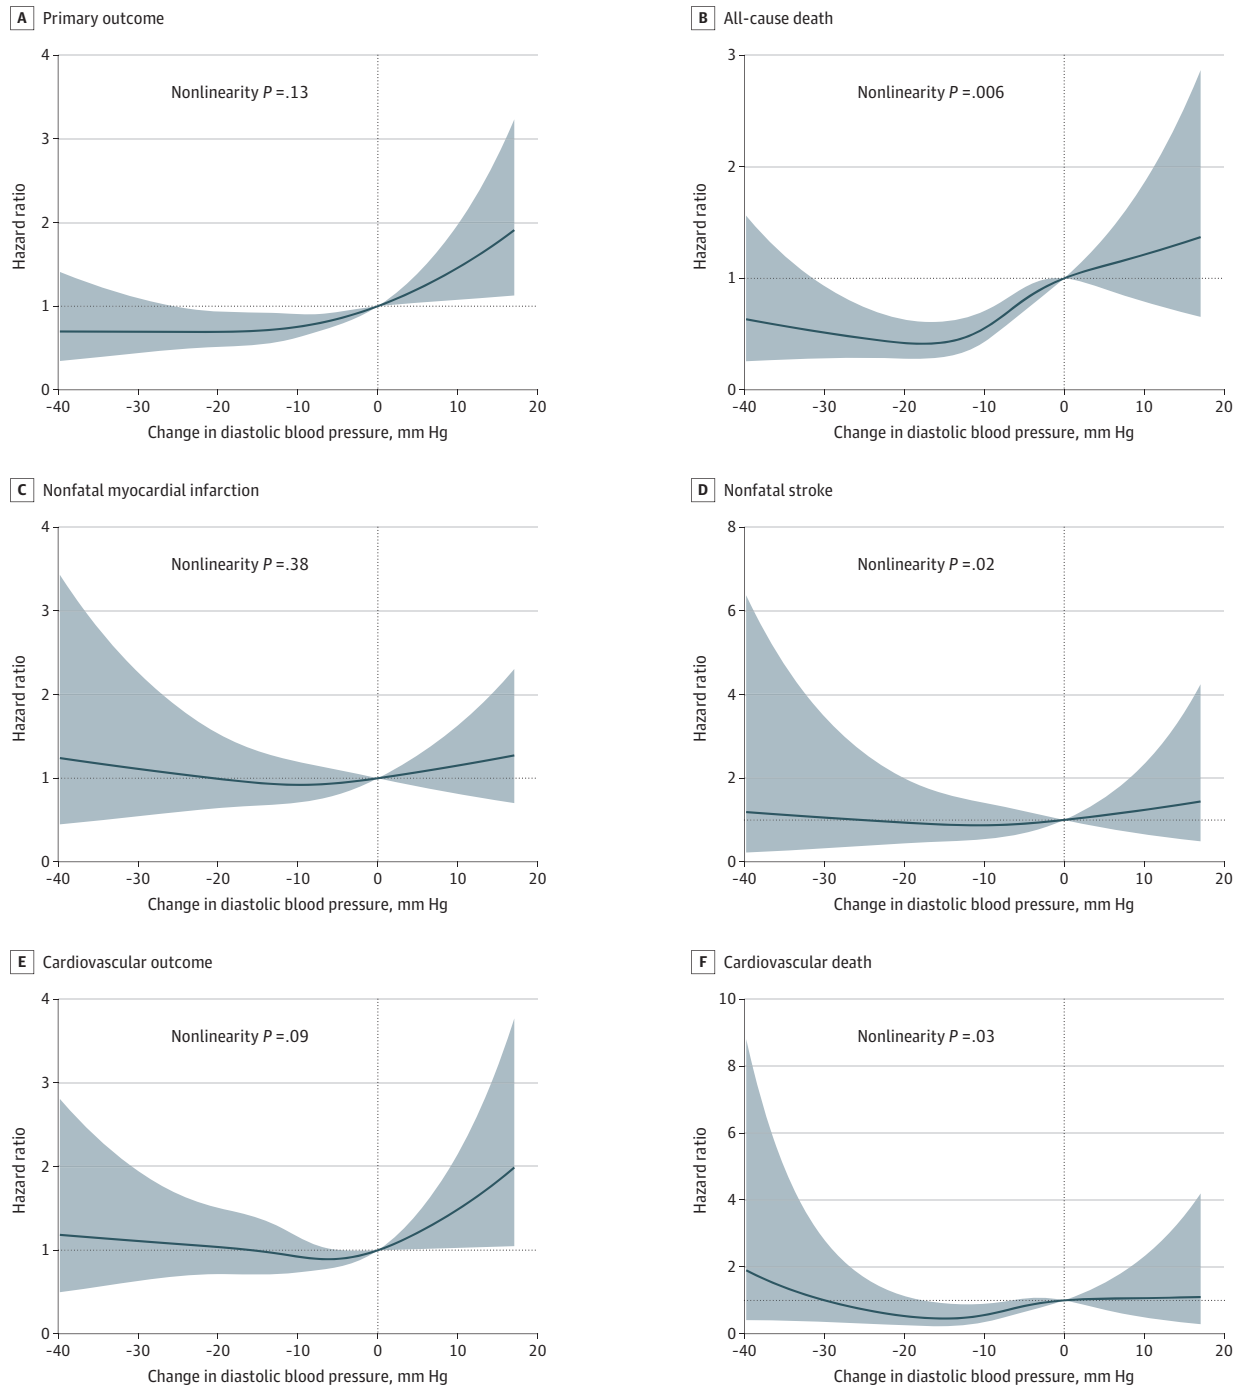 A Primary outcome
4
3
2
1
0
Hazard ratio
Nonlinearity P =.13
-40 -30 -20 -10 0 10 20
Change in diastolic blood pressure, mm Hg
B All-cause death
3
2
1
0
Hazard ratio
Nonlinearity P =.006
-40 -30 -20 -10 0 10 20
Change in diastolic blood pressure, mm Hg
C Nonfatal myocardial infarction
4
3
2
1
0
Hazard ratio
Nonlinearity P =.38
-40 -30 -20 -10 0 10 20
Change in diastolic blood pressure, mm Hg
D Nonfatal stroke
8
6
4
2
0
Hazard ratio
Nonlinearity P =.02
-40 -30 -20 -10 0 10 20
Change in diastolic blood pressure, mm Hg
E Cardiovascular outcome
4
3
2
1
0
Hazard ratio
Nonlinearity P =.09
-40 -30 -20 -10 0 10 20
Change in diastolic blood pressure, mm Hg
F Cardiovascular death
10
8
6
4
2
0
Hazard ratio
Nonlinearity P =.03
-40 -30 -20 -10 0 10 20
Change in diastolic blood pressure, mm Hg